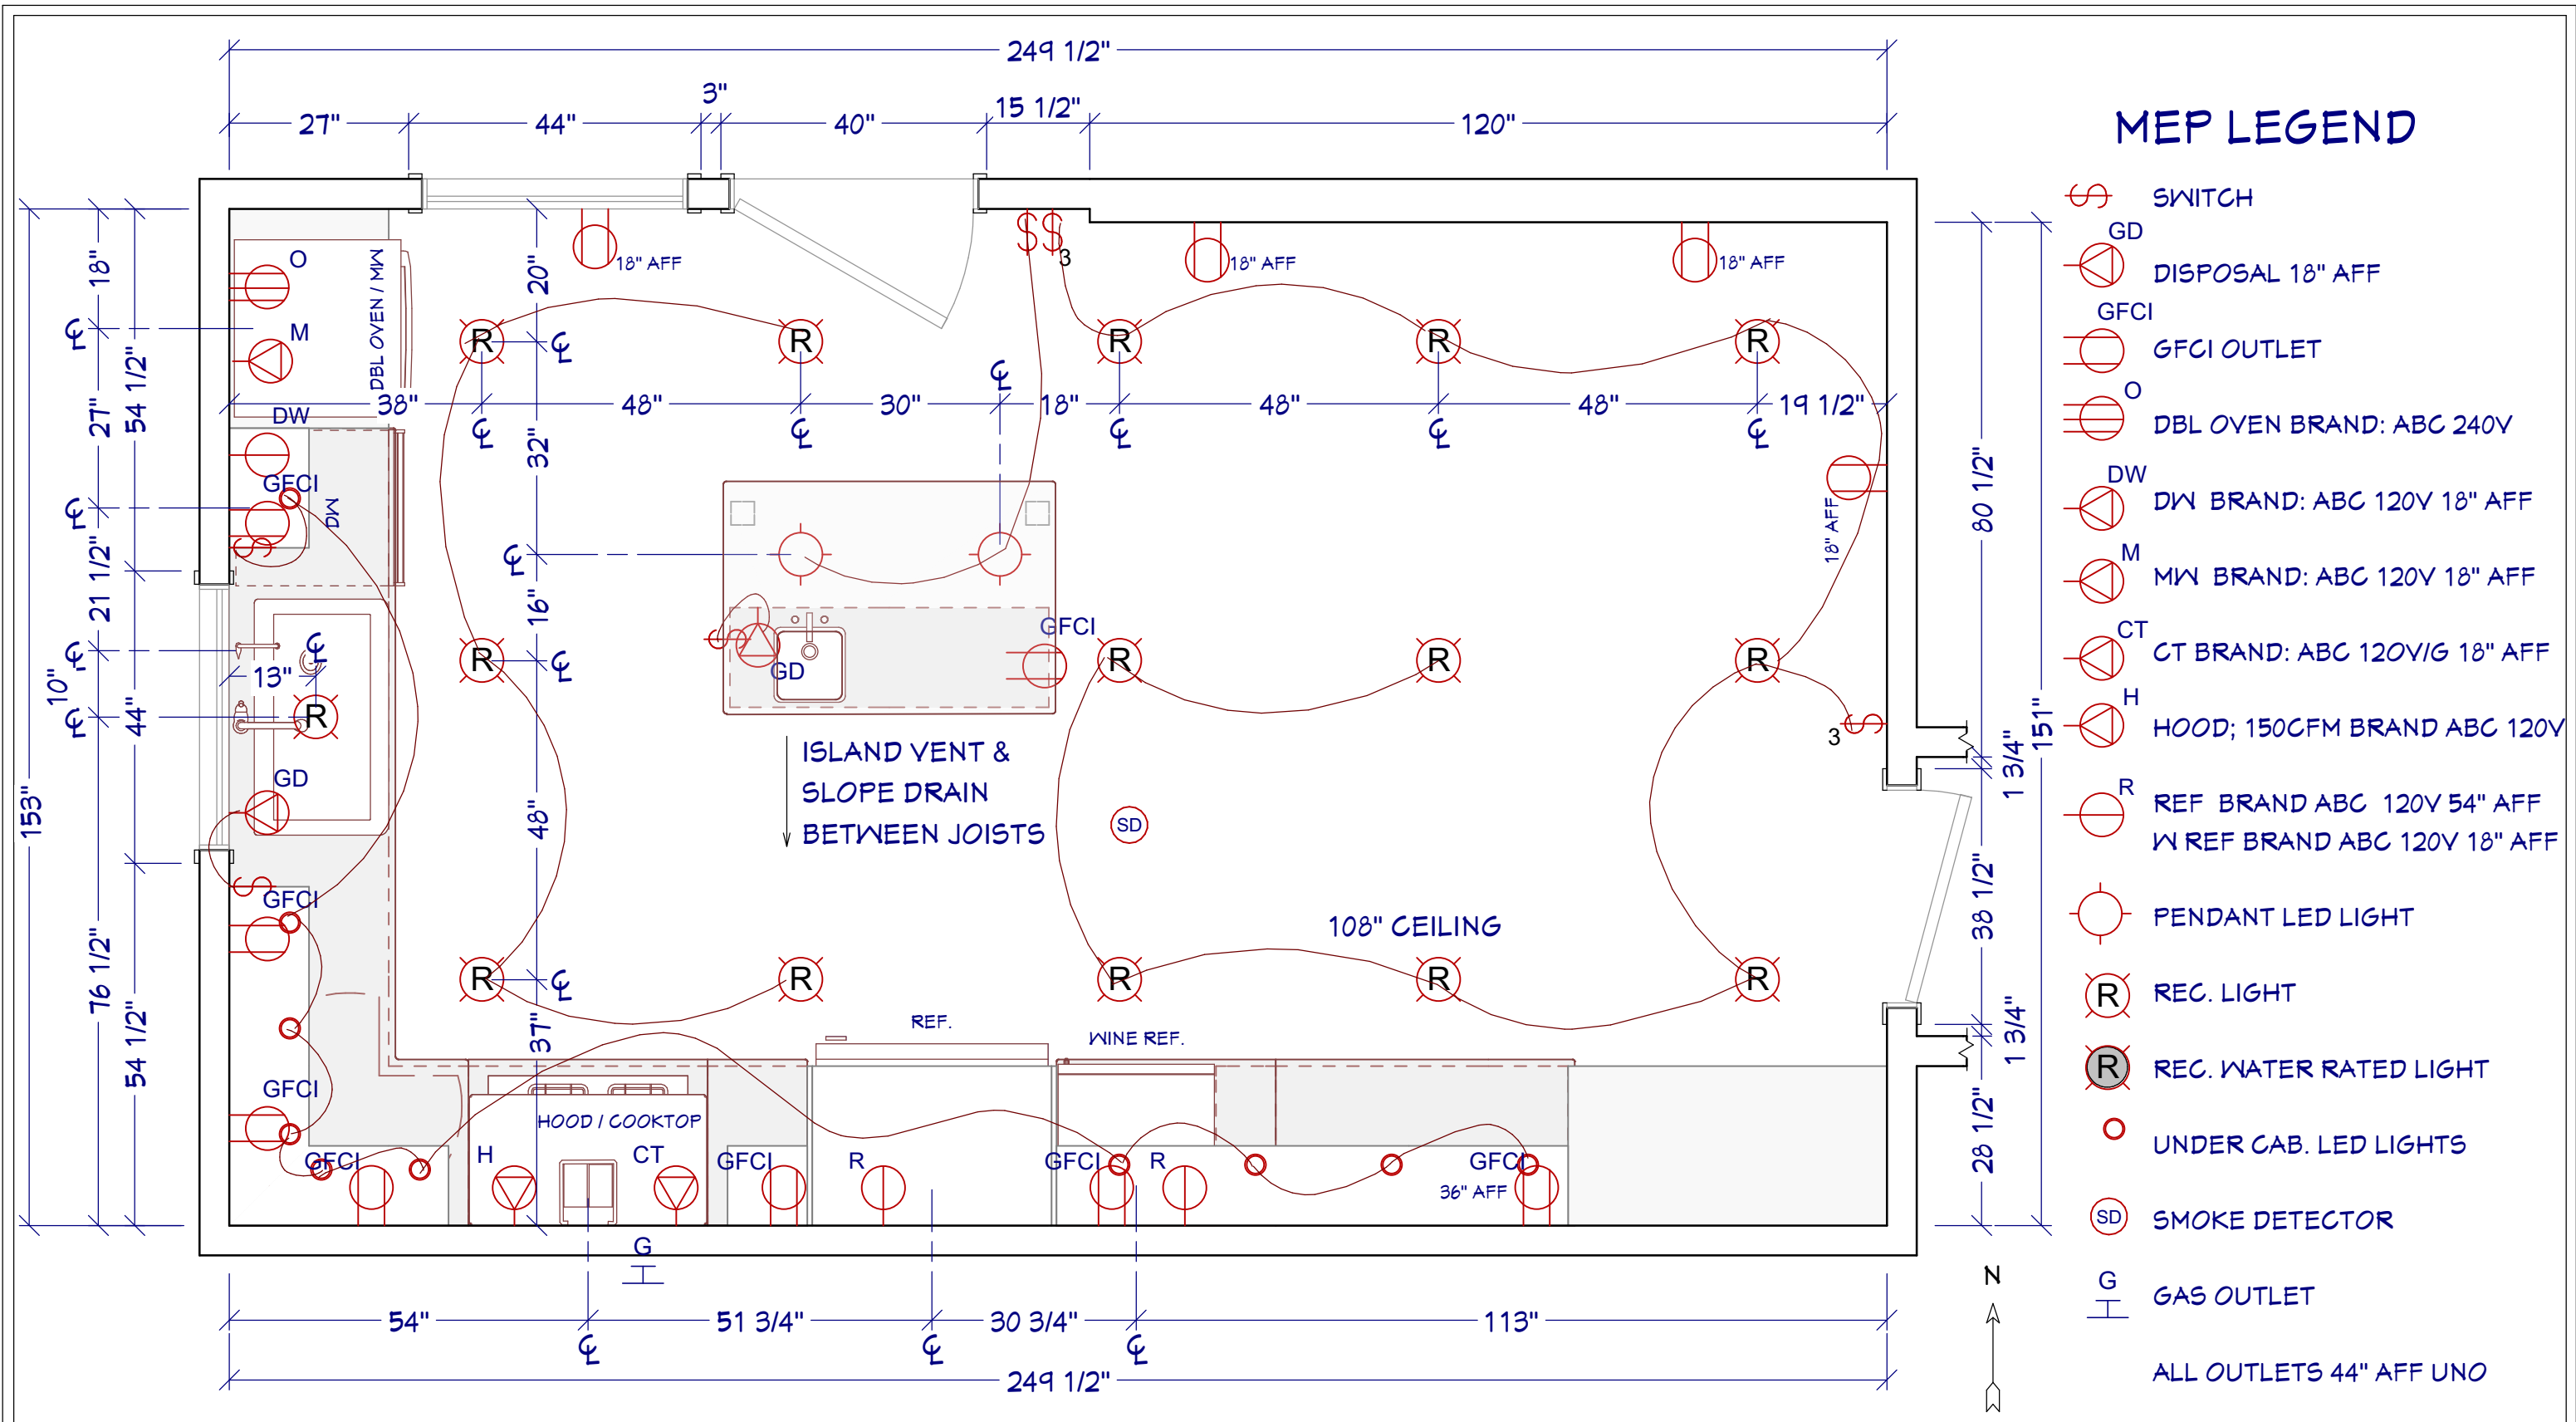 249 1/2"
3"
27"
44"
40"
15 1/2"
120"
MEP LEGEND
SWITCH
GD
DISPOSAL 18" AFF
GFCI
GFCI OUTLET
O
DBL OVEN BRAND: ABC 240V
DW
DW BRAND: ABC 120V 18" AFF
M
MW BRAND: ABC 120V 18" AFF
CT
CT BRAND: ABC 120V/G 18" AFF
H
HOOD; 150CFM BRAND ABC 120V
R
REF BRAND ABC 120V 54" AFF
W REF BRAND ABC 120V 18" AFF
PENDANT LED LIGHT
R
REC. LIGHT
R
REC. WATER RATED LIGHT
UNDER CAB. LED LIGHTS
SD
SMOKE DETECTOR
G
GAS OUTLET
ALL OUTLETS 44" AFF UNO
N
153"
18"
27"
21 1/2"
10"
76 1/2"
54 1/2"
44"
54 1/2"
O
M
DBL OVEN / MW
18" AFF
3
18" AFF
18" AFF
20"
R
R
R
R
R
38"
48"
30"
18"
48"
48"
19 1/2"
32"
DW
GFCI
DW
18" AFF
16"
GFCI
GD
R
R
R
R
13"
R
GD
3
48"
ISLAND VENT &
SLOPE DRAIN
BETWEEN JOISTS
SD
108" CEILING
GFCI
R
R
R
R
R
37"
REF.
WINE REF.
GFCI
HOOD / COOKTOP
GFCI
H
CT
GFCI
R
GFCI
R
GFCI
36" AFF
G
80 1/2"
1 3/4"
151"
38 1/2"
1 3/4"
28 1/2"
54"
51 3/4"
30 3/4"
113"
249 1/2"